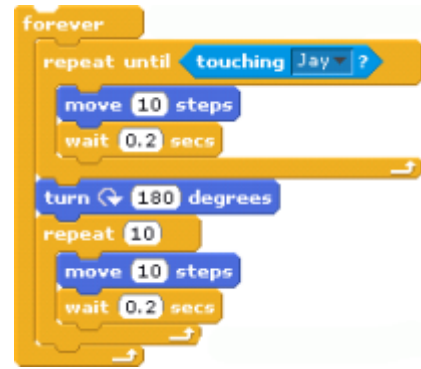 forever
repeat until touching Jay ?
move 10 steps
wait 0.2 secs
turn 180 degrees
repeat 10
move 10 steps
wait 0.2 secs